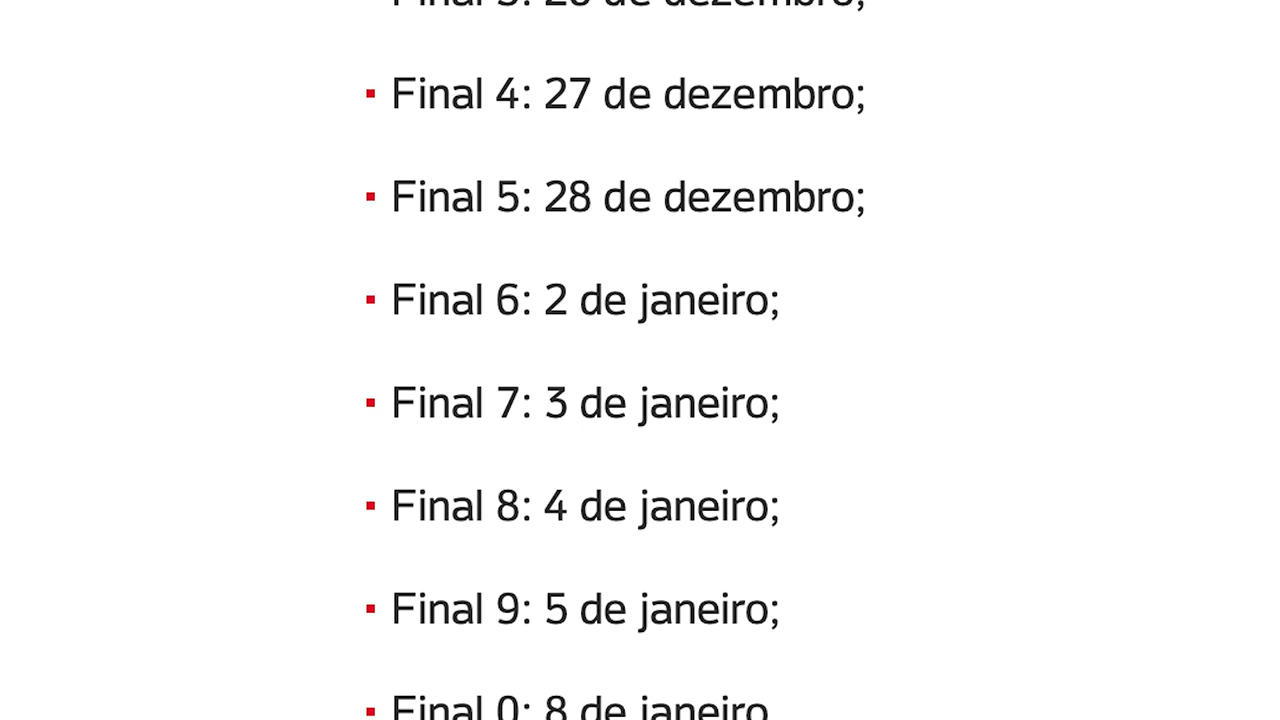 Final 4: 27 de dezembro;
Final 5: 28 de dezembro;
Final 6: 2 de janeiro;
Final 7: 3 de janeiro;
Final 8: 4 de janeiro;
Final 9: 5 de janeiro;
Final 0: 8 de janeiro